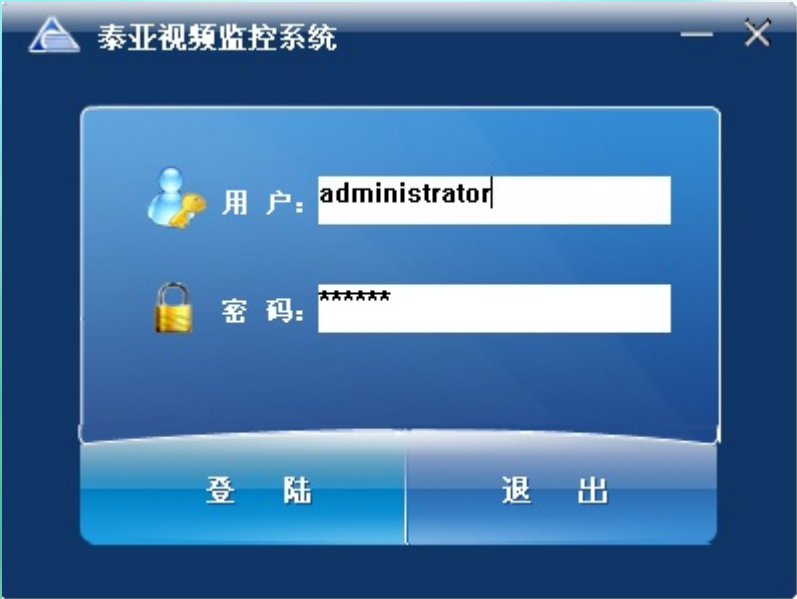 泰亚视频监控系统
用 户：administrator
密 码：******
登 陆
退 出